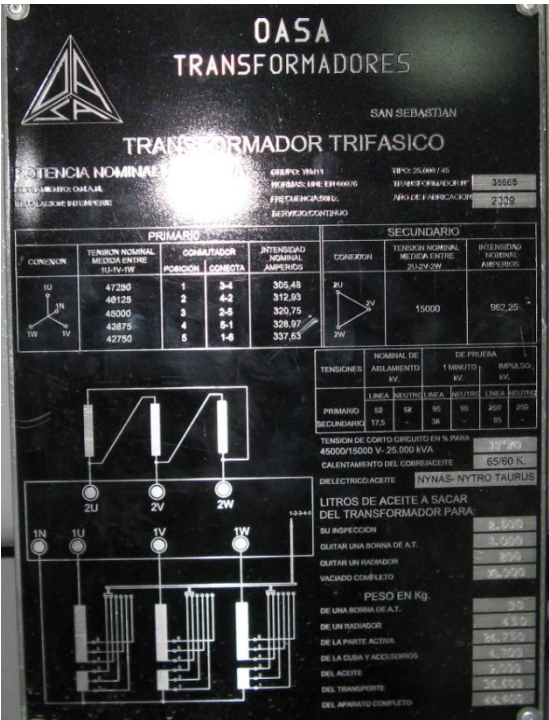 OASA
TRANSFORMADORES
SAN SEBASTIAN
TRANSFORMADOR TRIFASICO
POTENCIA NOMINAL
GRUPO: YNd11
TIPO: 25.000 / 45
NORMAS: UNE EN 60076
TRANSFORMADOR Nº
FRECUENCIA: 50 Hz.
AÑO DE FABRICACION 2009
INSTALACION: INTEMPERIE
SERVICIO: CONTINUO
PRIMARIO SECUNDARIO
CONEXION
TENSION NOMINAL MEDIDA ENTRE 1U-1V-1W
CONMUTADOR
POSICIÓN CONECTA
INTENSIDAD NOMINAL AMPERIOS
CONEXION
TENSION NOMINAL MEDIDA ENTRE 2U-2V-2W
INTENSIDAD NOMINAL AMPERIOS
1U 1N 1W 1V
47250 1 3-4 305,48
46125 2 4-2 312,93
45000 3 2-5 320,75
43875 4 5-1 328,97
42750 5 1-6 337,63
2U 2V 2W
15000 962,25
TENSIONES
NOMINAL DE AISLAMIENTO kV.
DE PRUEBA
1 MINUTO kV.
IMPULSO kV.
LINEA NEUTRO LINEA NEUTRO LINEA NEUTRO
PRIMARIO 52 52 95 95 250 250
SECUNDARIO 17,5 - 38 - 95 -
TENSION DE CORTO CIRCUITO EN % PARA
45000/15000 V- 25.000 kVA
CALENTAMIENTO DEL COBRE/ACEITE 65/60 K.
DIELECTRICO:ACEITE NYNAS- NYTRO TAURUS
2U 2V 2W
1N 1U 1V 1W
1-2-3-4-5
LITROS DE ACEITE A SACAR
DEL TRANSFORMADOR PARA:
SU INSPECCION 2.500
QUITAR UNA BORNA DE A.T.
QUITAR UN RADIADOR 200
VACIADO COMPLETO
PESO EN Kg.
DE UNA BORNA DE A.T. 30
DE UN RADIADOR
DE LA PARTE ACTIVA
DE LA CUBA Y ACCESORIOS
DEL ACEITE
DEL TRANSPORTE
DEL APARATO COMPLETO